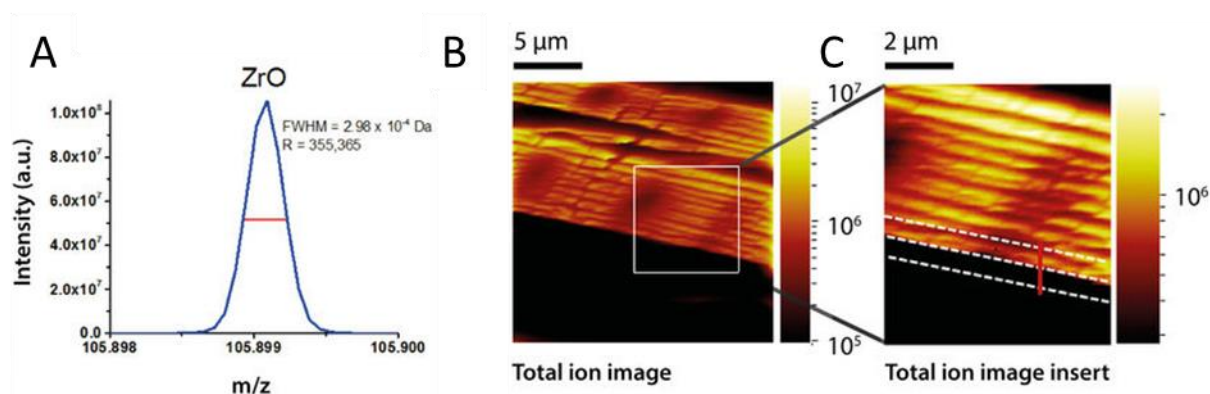 A
ZrO
FWHM = 2.98 x 10⁻⁴ Da
R = 355,365
Intensity (a.u.)
1.0x10⁸
8.0x10⁷
6.0x10⁷
4.0x10⁷
2.0x10⁷
0.0
105.898
105.899
105.900
m/z
B
5 µm
10⁷
10⁶
10⁵
Total ion image
C
2 µm
10⁶
Total ion image insert